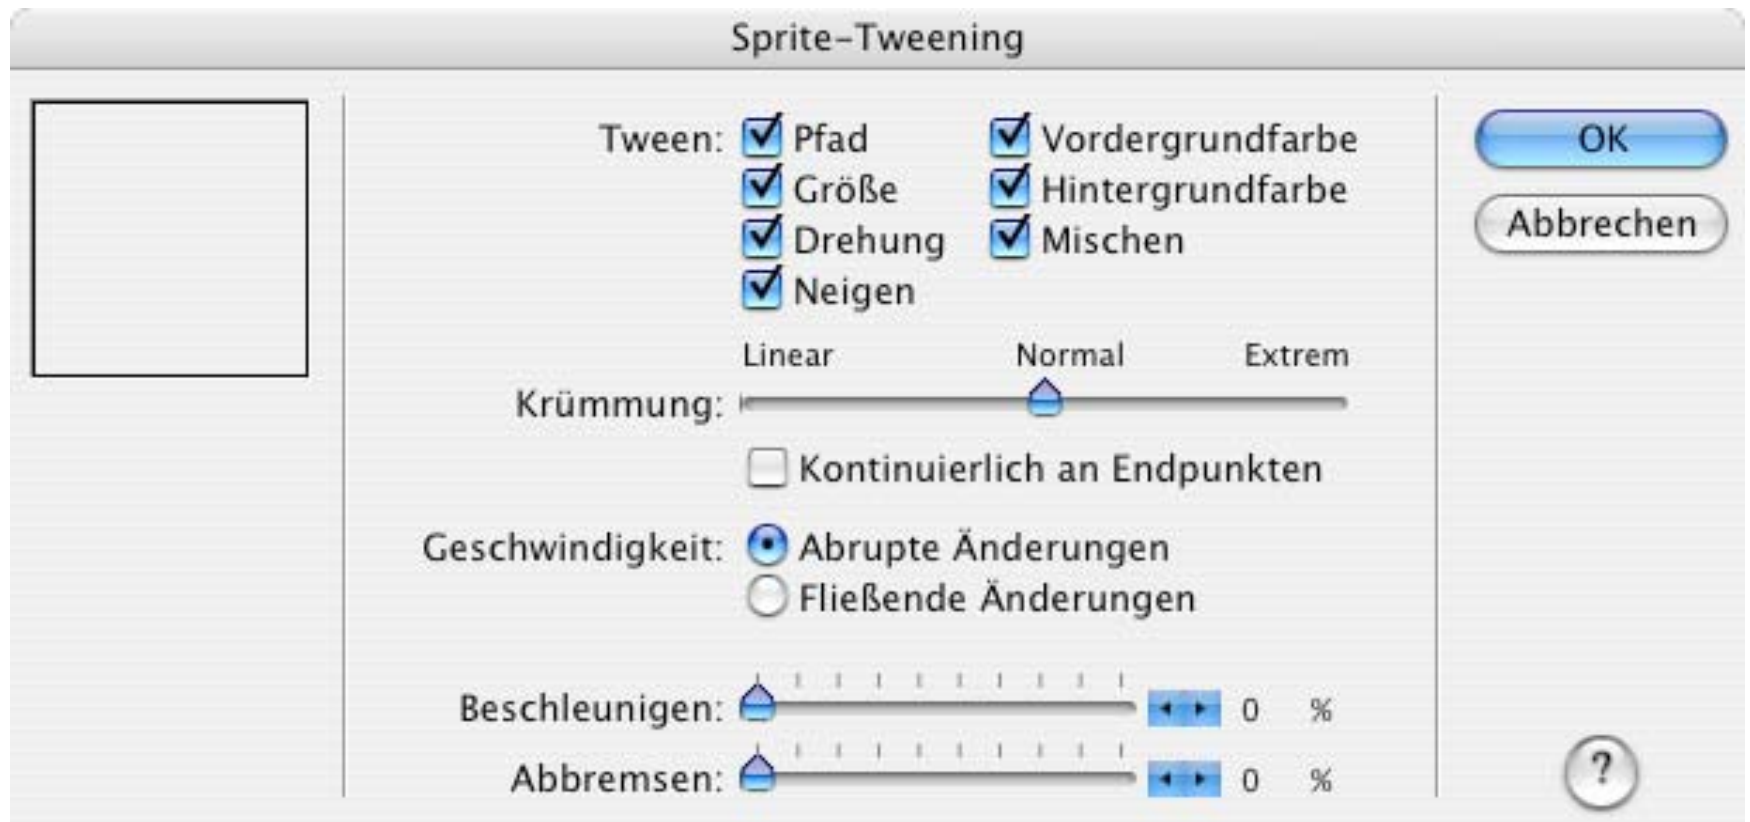 Sprite-Tweening
Tween: Pfad Vordergrundfarbe
Größe Hintergrundfarbe
Drehung Mischen
Neigen
Linear Normal Extrem
Krümmung:
Kontinuierlich an Endpunkten
Geschwindigkeit: Abrupte Änderungen
Fließende Änderungen
Beschleunigen: 0 %
Abbremsen: 0 %
OK
Abbrechen
?